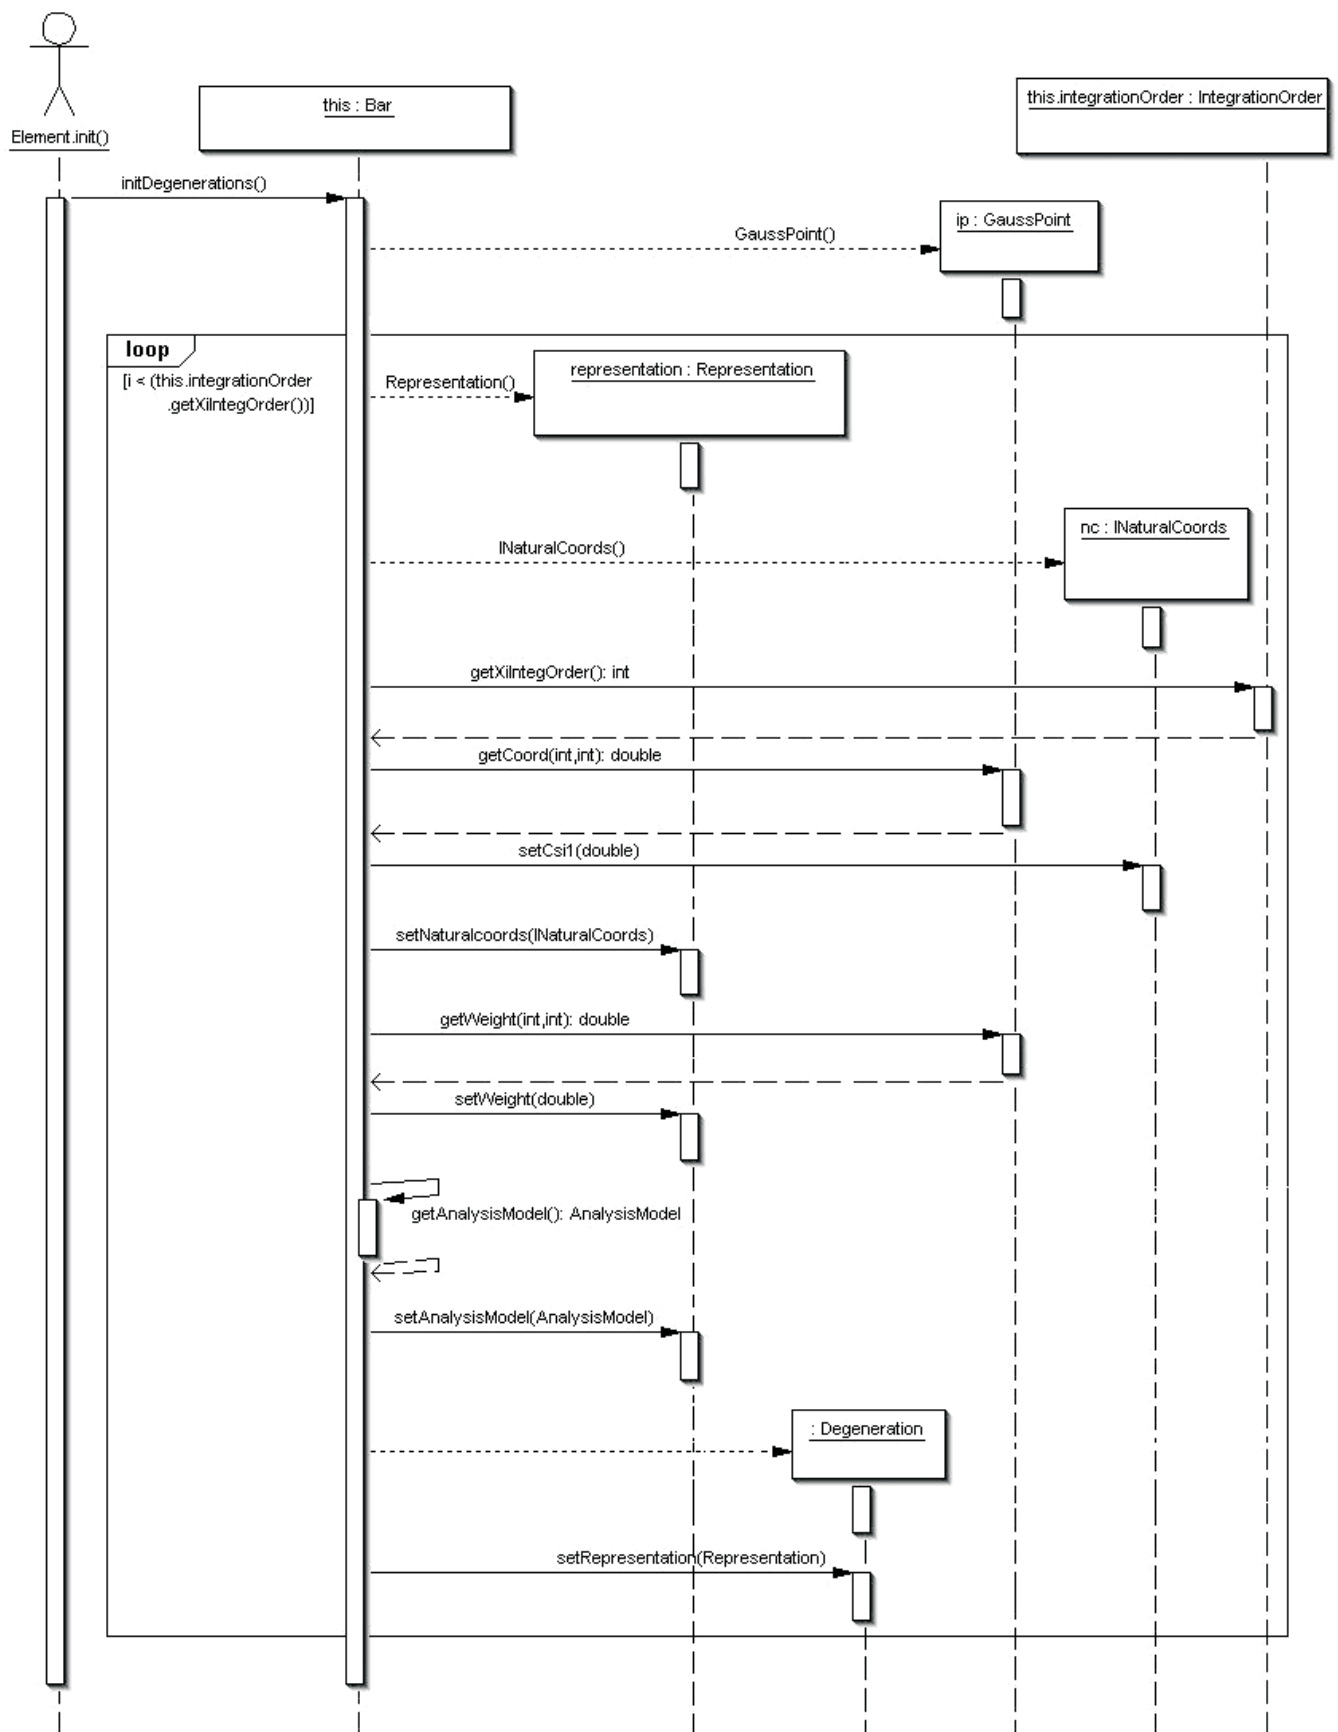 Element.init()
this : Bar
this.integrationOrder : IntegrationOrder
initDegenerations()
GaussPoint()
ip : GaussPoint
loop
[i < (this.integrationOrder
.getXiIntegOrder())]
Representation()
representation : Representation
INaturalCoords()
nc : INaturalCoords
getXiIntegOrder(): int
getCoord(int,int): double
setCsi1(double)
setNaturalcoords(INaturalCoords)
getWeight(int,int): double
setWeight(double)
getAnalysisModel(): AnalysisModel
setAnalysisModel(AnalysisModel)
: Degeneration
setRepresentation(Representation)